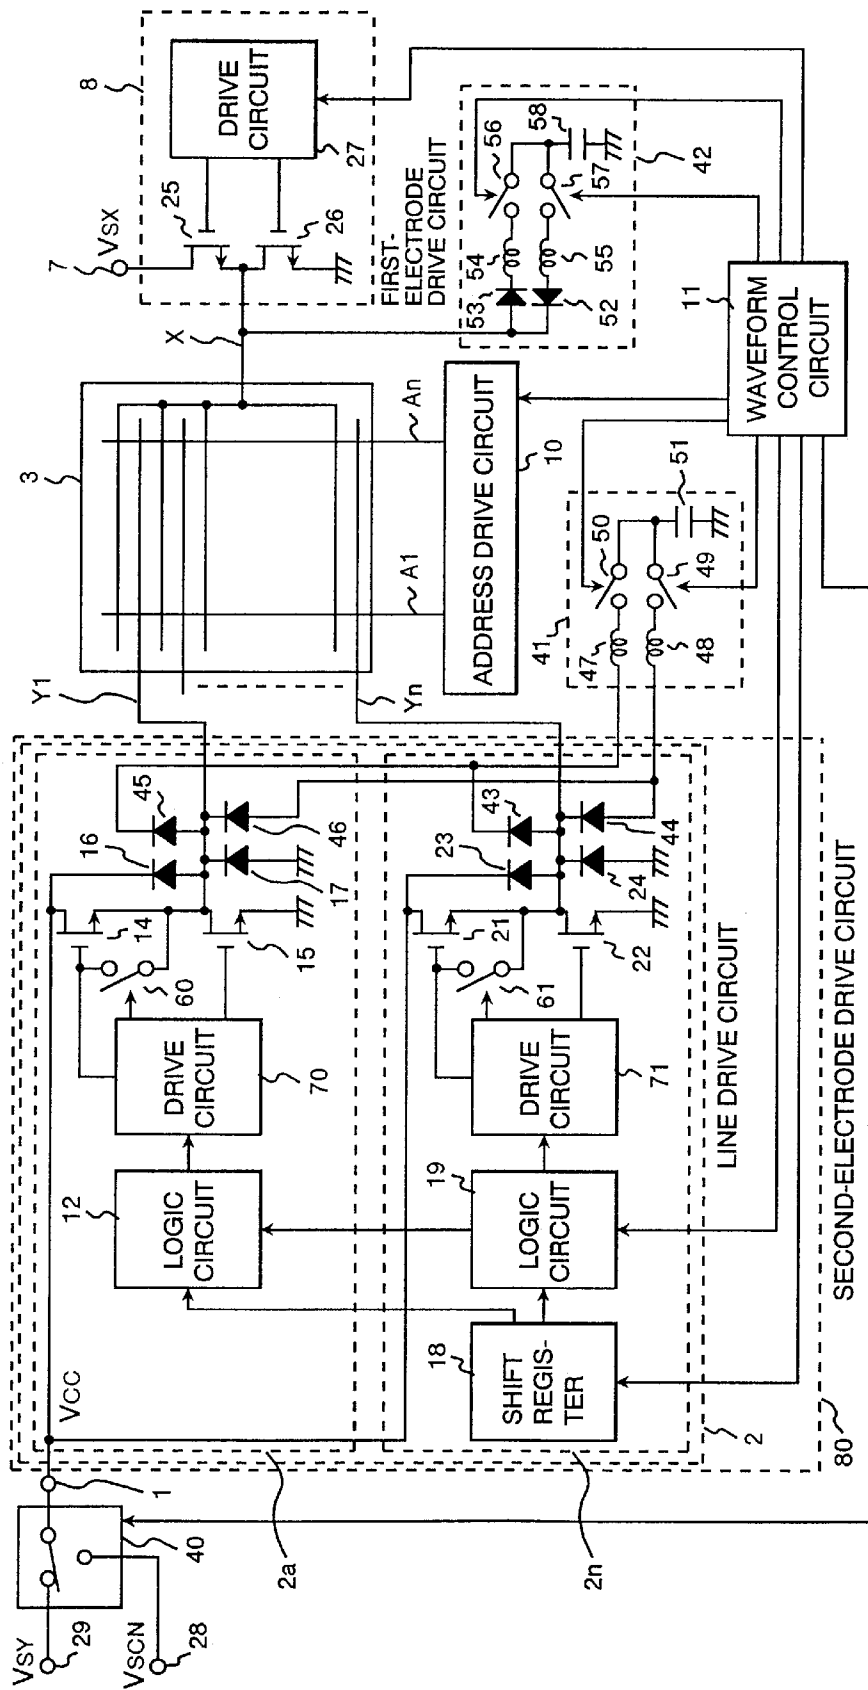 VSY
29
VSCN
28
40
1
VCC
2a
2n
12
LOGIC
CIRCUIT
DRIVE
CIRCUIT
70
60
14
15
16
45
17
46
18
SHIFT
REGIS-
TER
19
LOGIC
CIRCUIT
DRIVE
CIRCUIT
71
61
21
22
23
43
24
44
2
LINE DRIVE CIRCUIT
80
SECOND-ELECTRODE DRIVE CIRCUIT
Y1
Yn
3
A1
An
X
ADDRESS DRIVE CIRCUIT
10
41
47
48
50
49
51
7
VSX
8
25
26
DRIVE
CIRCUIT
27
FIRST-
ELECTRODE
DRIVE CIRCUIT
53
52
54
55
56
57
58
42
11
WAVEFORM
CONTROL
CIRCUIT